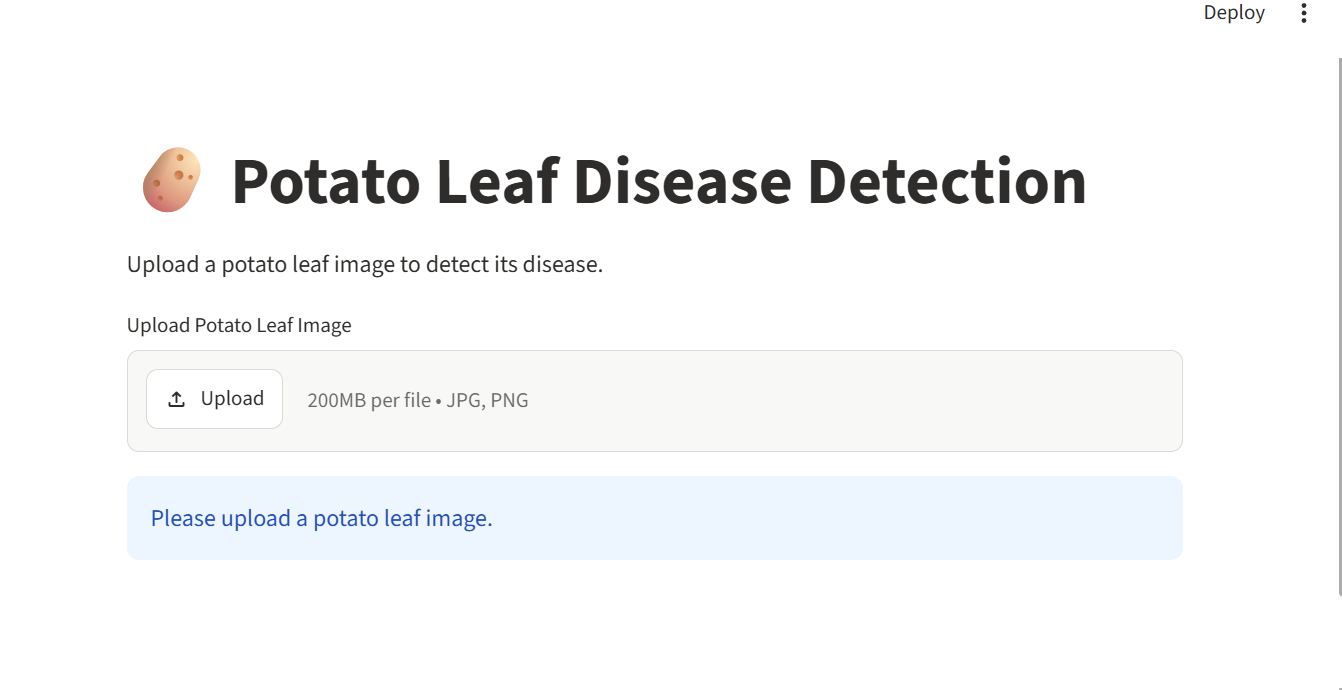 Deploy
🥔 Potato Leaf Disease Detection
Upload a potato leaf image to detect its disease.
Upload Potato Leaf Image
Upload 200MB per file • JPG, PNG
Please upload a potato leaf image.